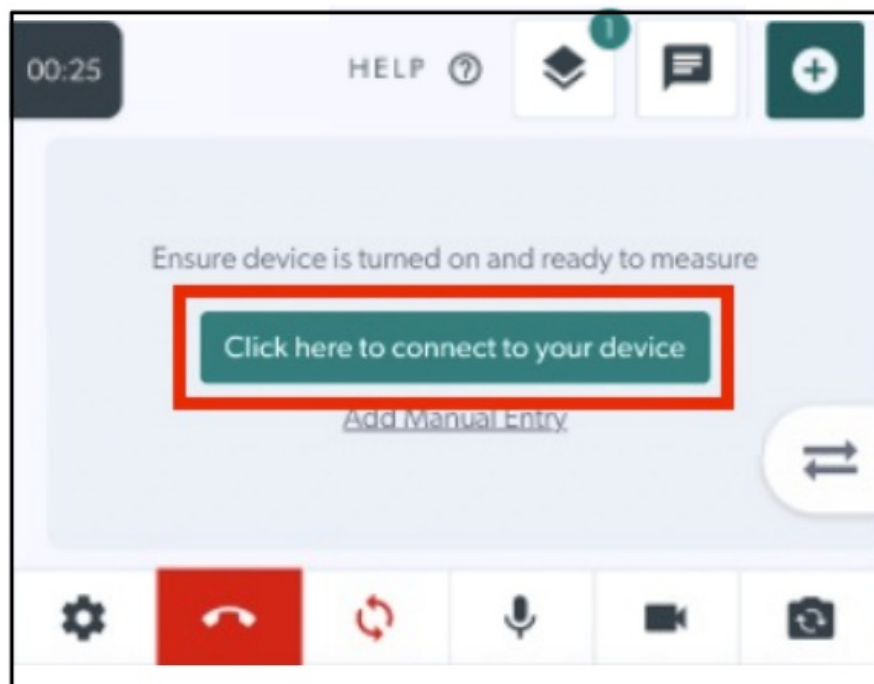 00:25
HELP
1
Ensure device is turned on and ready to measure
Click here to connect to your device
Add Manual Entry